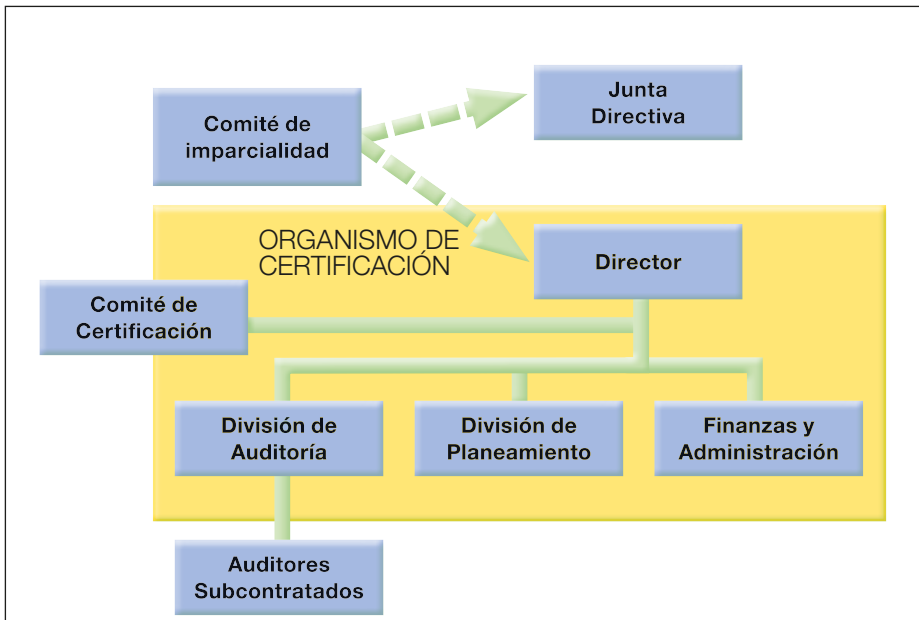 Comité de
imparcialidad
Junta
Directiva
ORGANISMO DE
CERTIFICACIÓN
Director
Comité de
Certificación
División de
Auditoría
División de
Planeamiento
Finanzas y
Administración
Auditores
Subcontratados